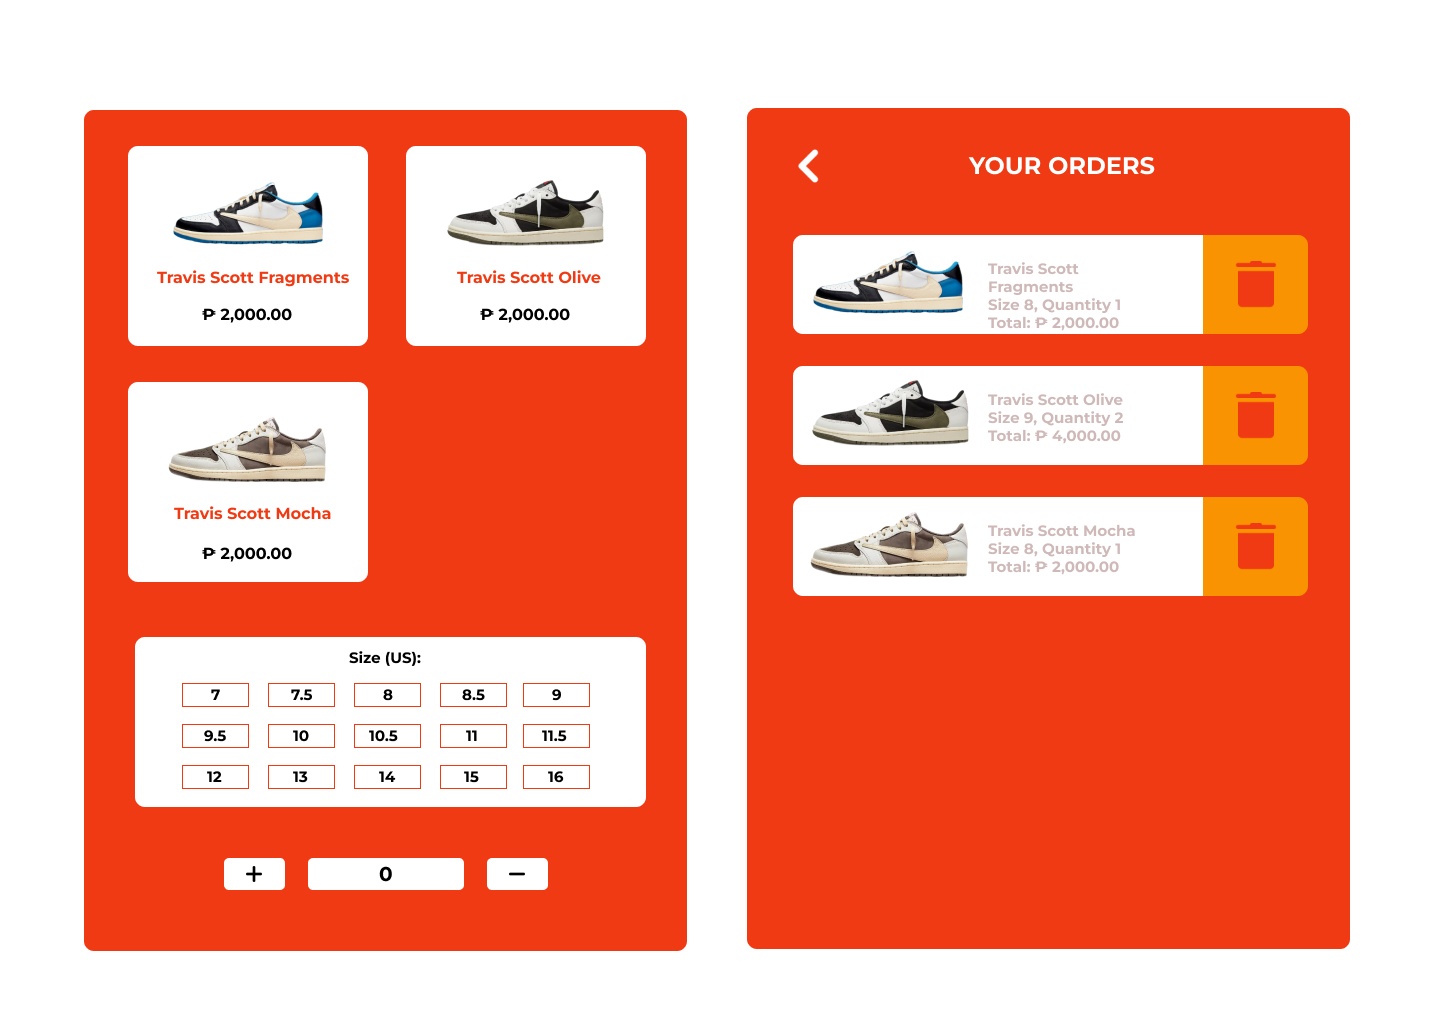 Travis Scott Fragments
₱ 2,000.00
Travis Scott Olive
₱ 2,000.00
Travis Scott Mocha
₱ 2,000.00
Size (US):
7 7.5 8 8.5 9
9.5 10 10.5 11 11.5
12 13 14 15 16
+ 0 −
YOUR ORDERS
Travis Scott
Fragments
Size 8, Quantity 1
Total: ₱ 2,000.00
Travis Scott Olive
Size 9, Quantity 2
Total: ₱ 4,000.00
Travis Scott Mocha
Size 8, Quantity 1
Total: ₱ 2,000.00